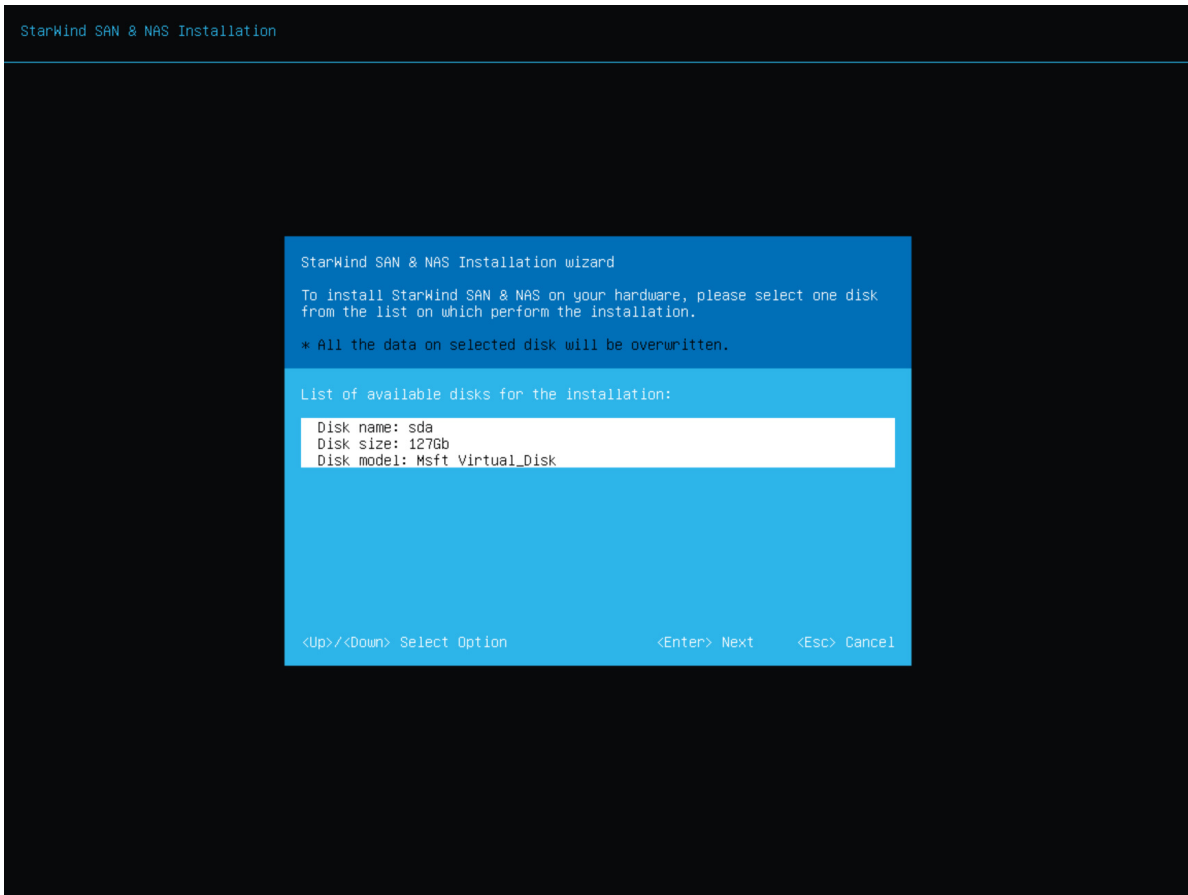 StarWind SAN & NAS Installation
StarWind SAN & NAS Installation wizard
To install StarWind SAN & NAS on your hardware, please select one disk
from the list on which perform the installation.
* All the data on selected disk will be overwritten.
List of available disks for the installation:
Disk name: sda
Disk size: 127Gb
Disk model: Msft Virtual_Disk
<Up>/<Down> Select Option <Enter> Next <Esc> Cancel